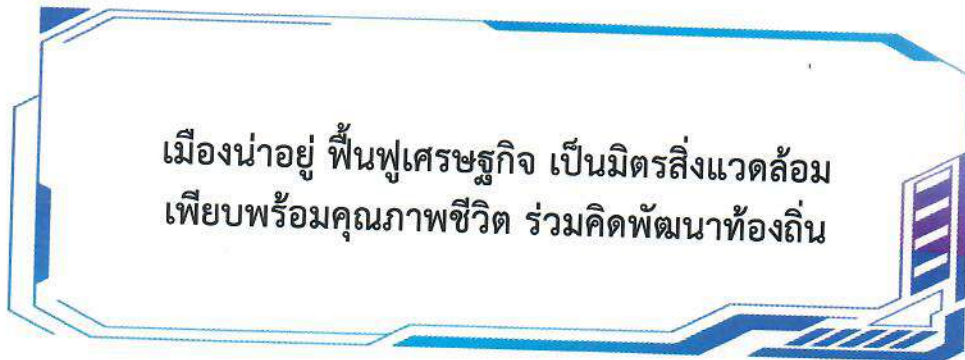 เมืองน่าอยู่ ฟื้นฟูเศรษฐกิจ เป็นมิตรสิ่งแวดล้อม
เพียบพร้อมคุณภาพชีวิต ร่วมคิดพัฒนาท้องถิ่น